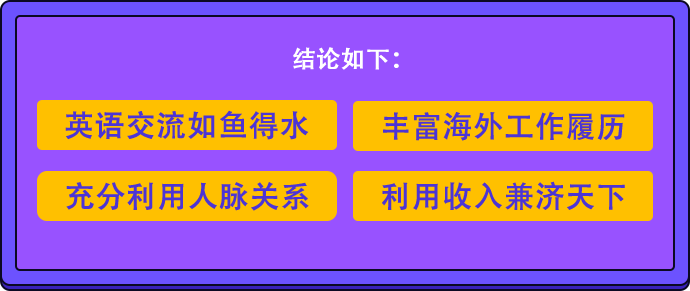 结论如下：
英语交流如鱼得水
丰富海外工作履历
充分利用人脉关系
利用收入兼济天下